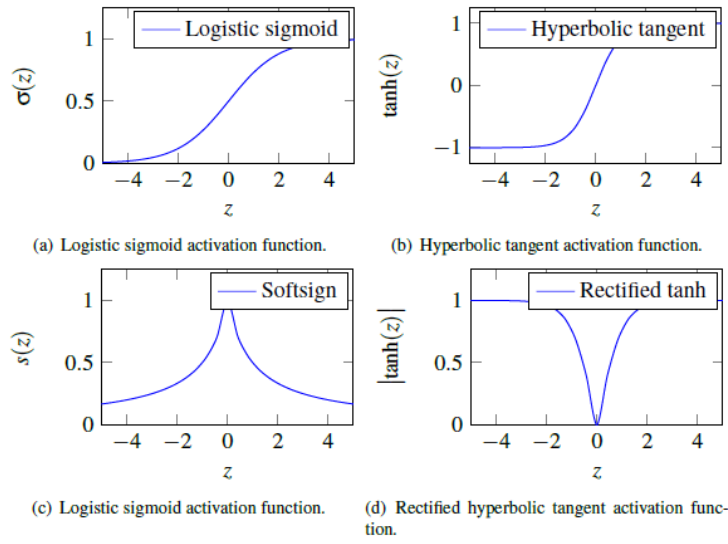 Logistic sigmoid
σ(z)
1
0.5
0
−4 −2 0 2 4
z
(a) Logistic sigmoid activation function.
Hyperbolic tangent
tanh(z)
1
0
−1
−4 −2 0 2 4
z
(b) Hyperbolic tangent activation function.
Softsign
s(z)
1
0.5
0
−4 −2 0 2 4
z
(c) Logistic sigmoid activation function.
Rectified tanh
|tanh(z)|
1
0.5
0
−4 −2 0 2 4
z
(d) Rectified hyperbolic tangent activation func-
tion.